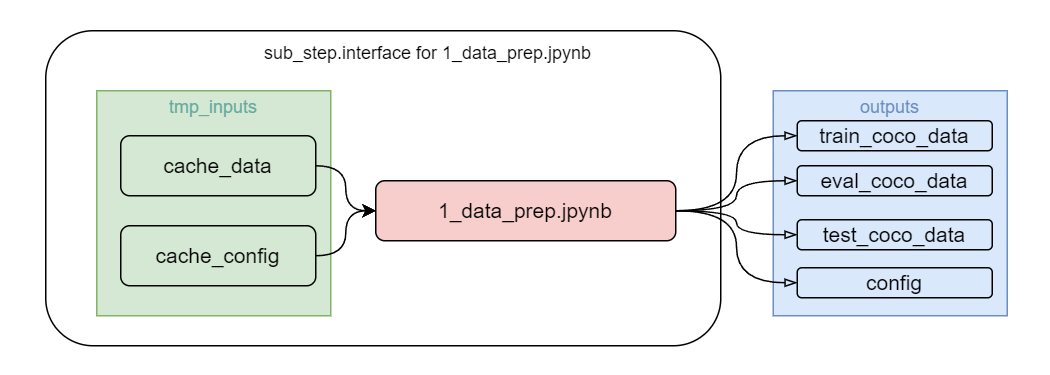 sub_step.interface for 1_data_prep.jpynb
tmp_inputs
cache_data
cache_config
1_data_prep.jpynb
outputs
train_coco_data
eval_coco_data
test_coco_data
config